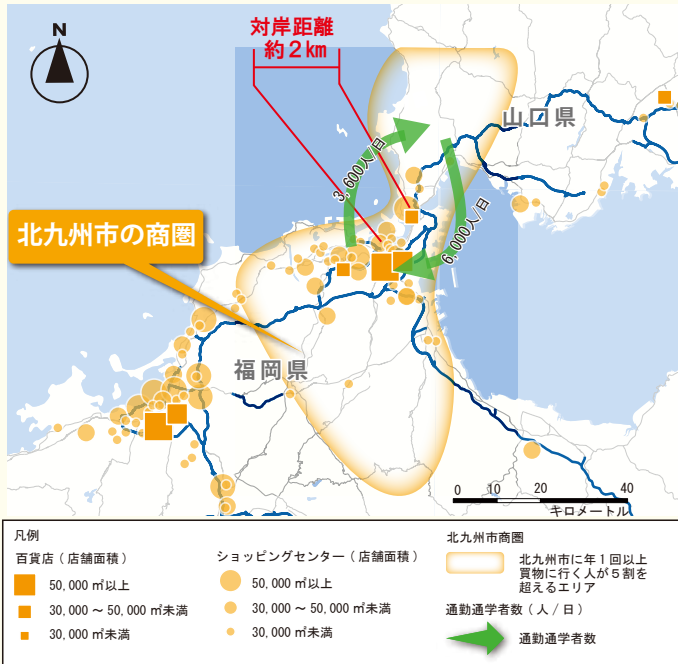 N
対岸距離
約2km
山口県
3,600人/日
6,000人/日
北九州市の商圏
福岡県
0 10 20 40
キロメートル
凡例
百貨店（店舗面積）
50,000㎡以上
30,000～50,000㎡未満
30,000㎡未満
ショッピングセンター（店舗面積）
50,000㎡以上
30,000～50,000㎡未満
30,000㎡未満
北九州市商圏
北九州市に年1回以上
買物に行く人が5割を
超えるエリア
通勤通学者数（人/日）
通勤通学者数